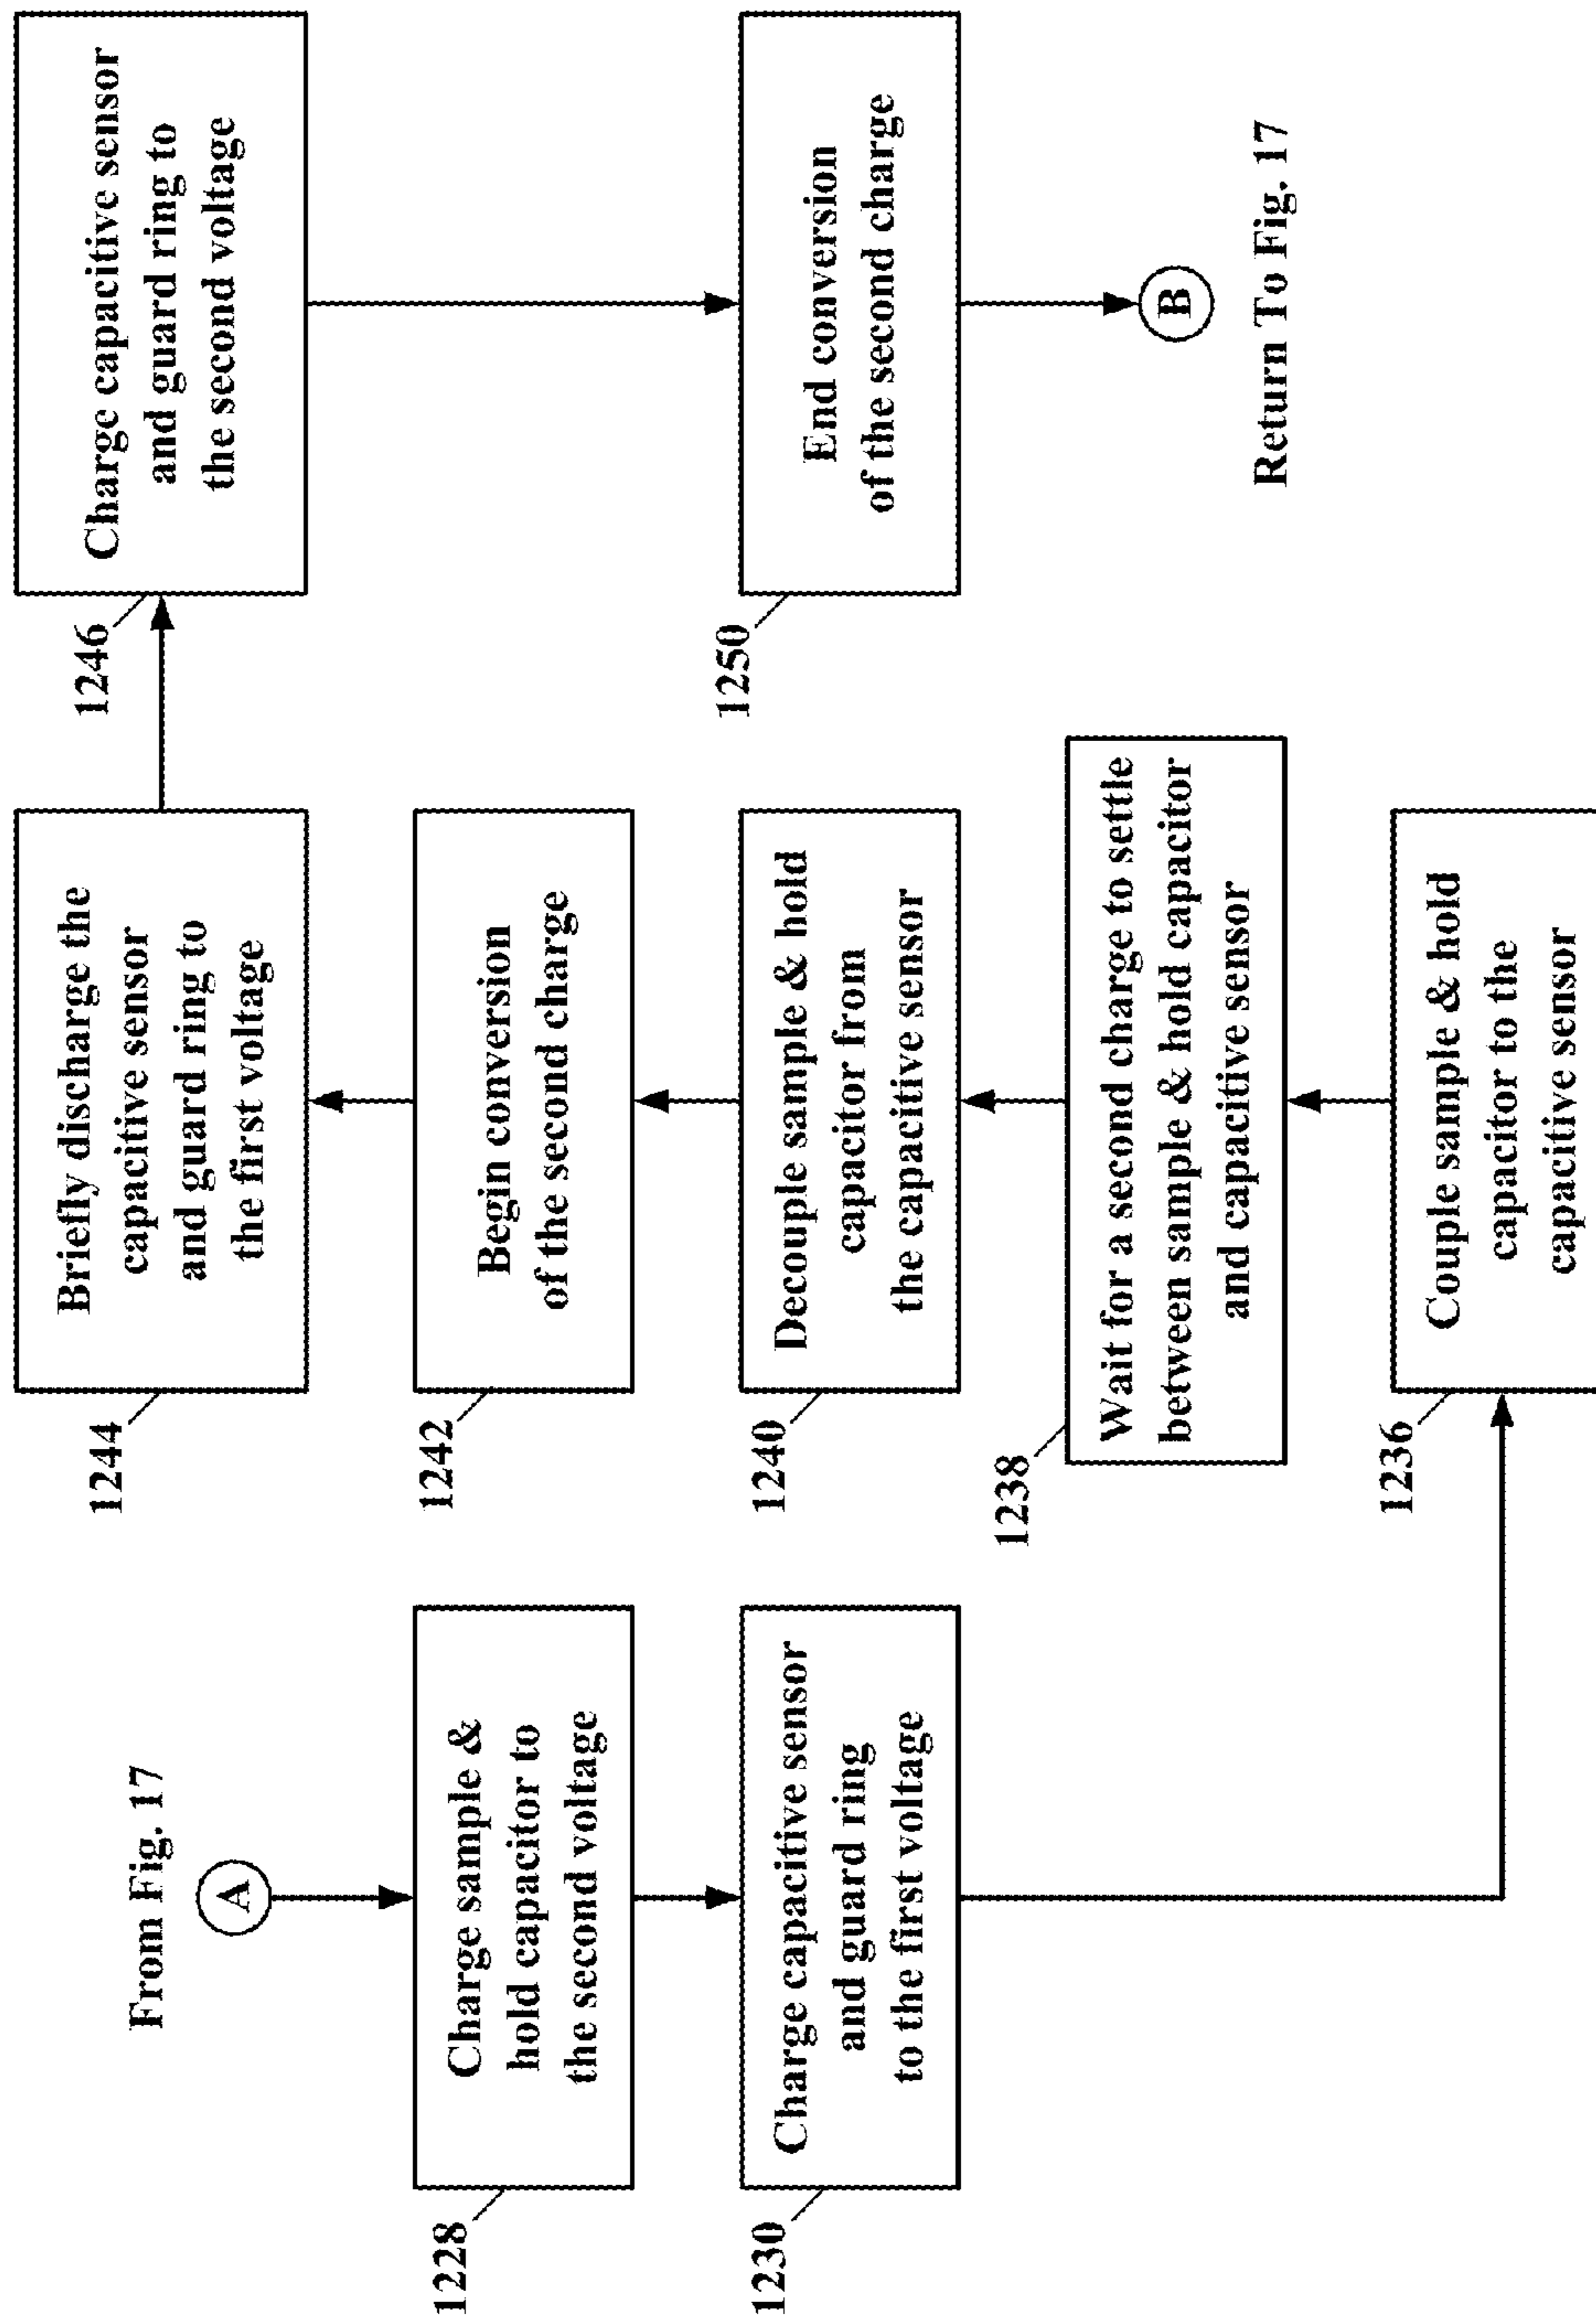 From Fig. 17
A
1228
Charge sample &
hold capacitor to
the second voltage
1230
Charge capacitive sensor
and guard ring
to the first voltage
1236
Couple sample & hold
capacitor to the
capacitive sensor
1238
Wait for a second charge to settle
between sample & hold capacitor
and capacitive sensor
1240
Decouple sample & hold
capacitor from
the capacitive sensor
1242
Begin conversion
of the second charge
1244
Briefly discharge the
capacitive sensor
and guard ring to
the first voltage
1246
Charge capacitive sensor
and guard ring to
the second voltage
1250
End conversion
of the second charge
B
Return To Fig. 17